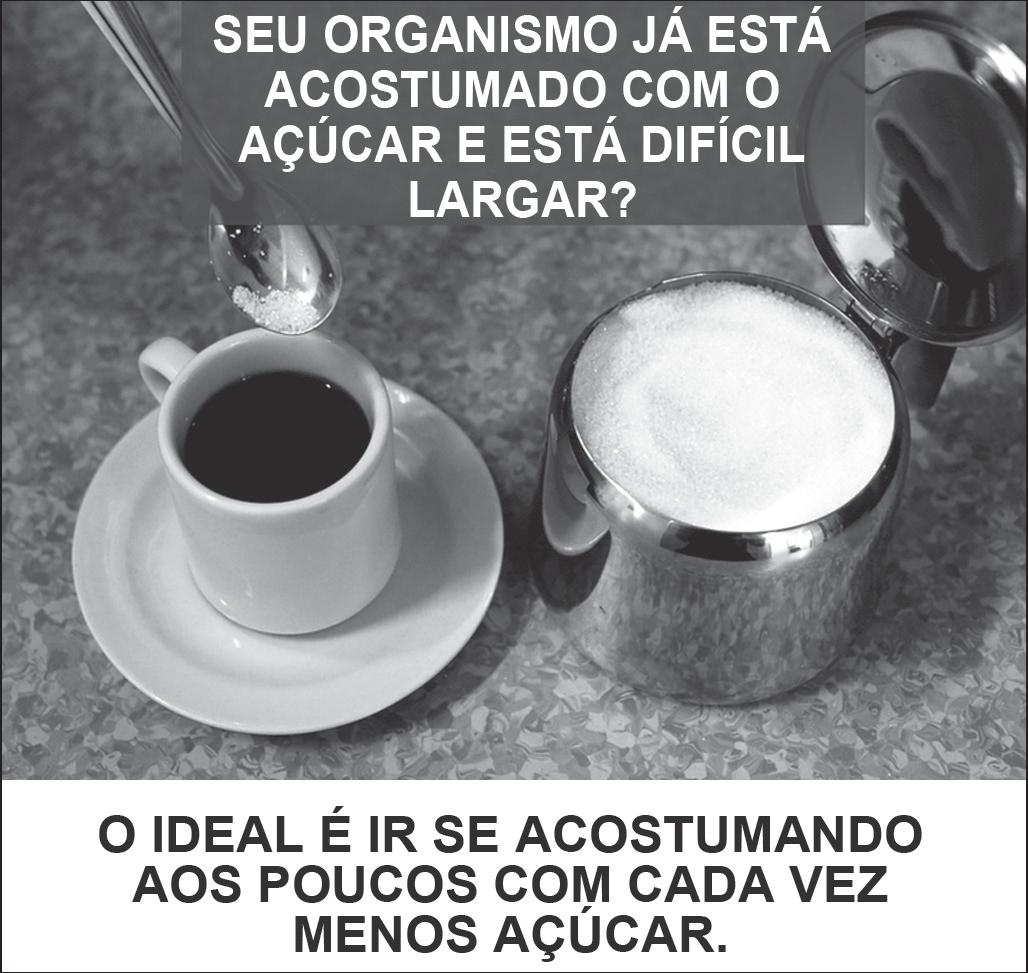 SEU ORGANISMO JÁ ESTÁ
ACOSTUMADO COM O
AÇÚCAR E ESTÁ DIFÍCIL
LARGAR?
O IDEAL É IR SE ACOSTUMANDO
AOS POUCOS COM CADA VEZ
MENOS AÇÚCAR.